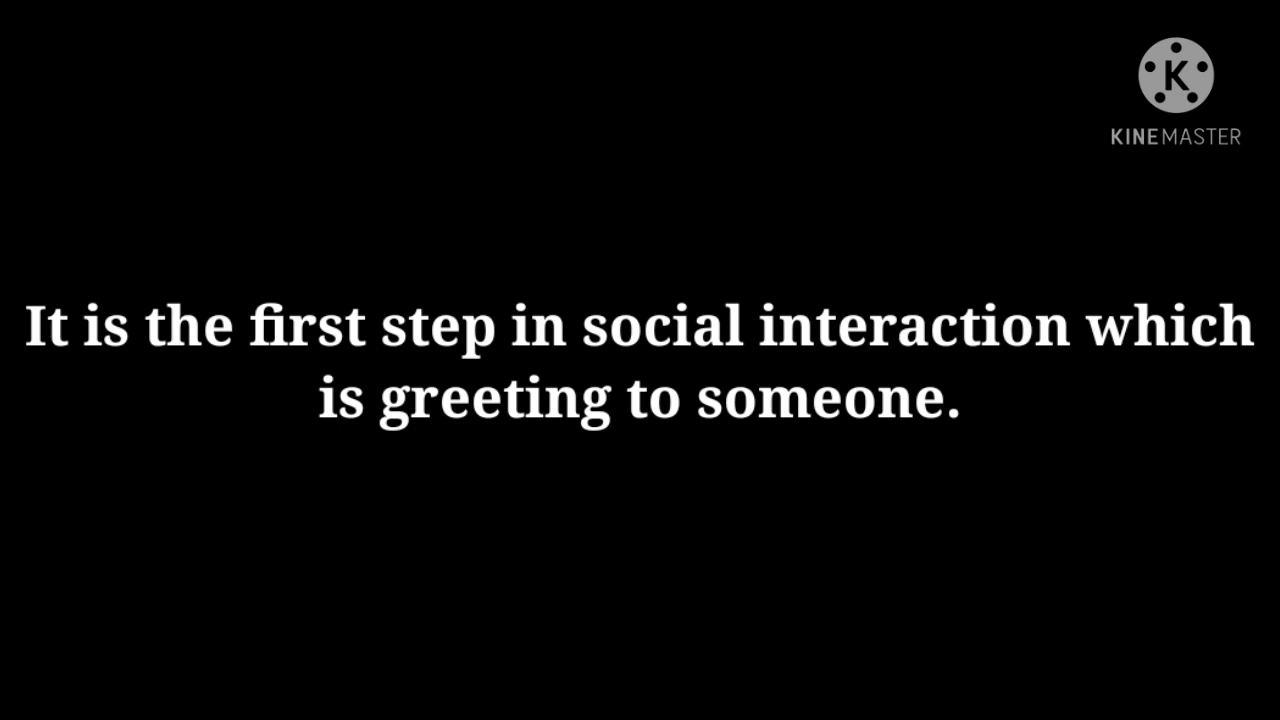 K
KINEMASTER
It is the first step in social interaction which
is greeting to someone.